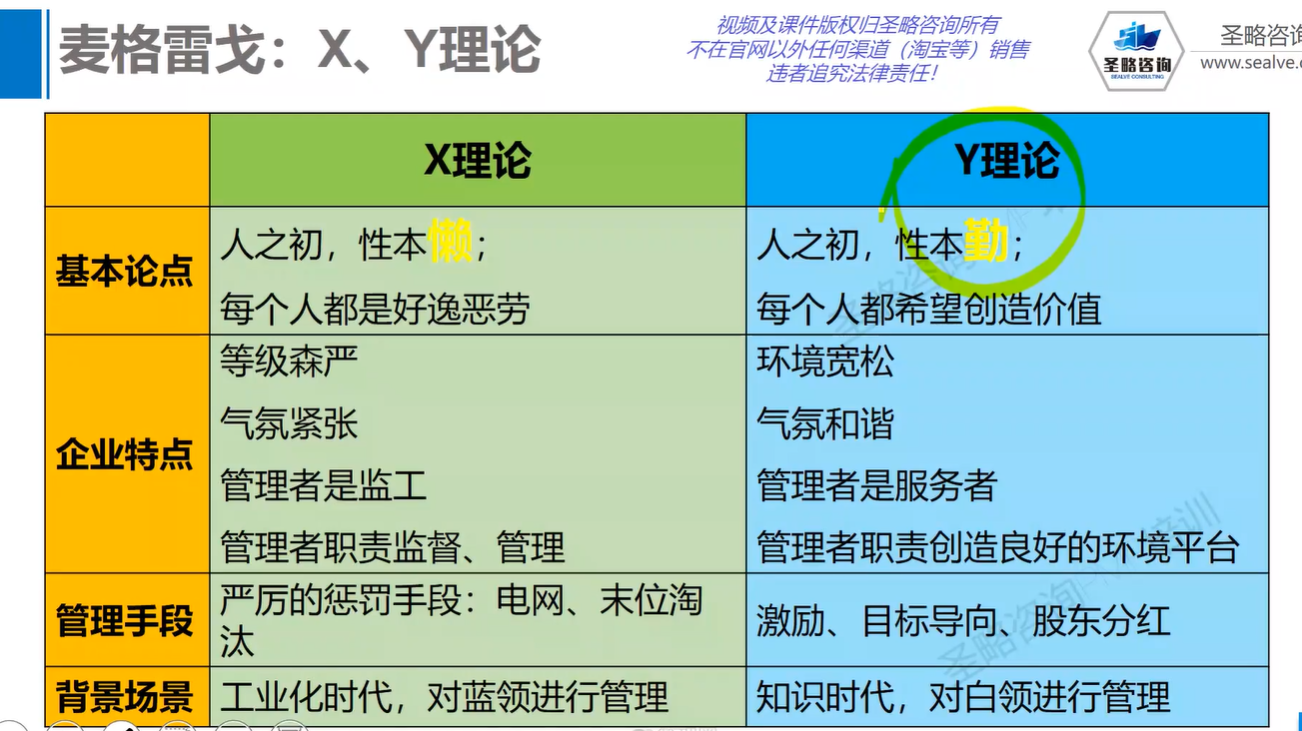 麦格雷戈：X、Y理论
视频及课件版权归圣略咨询所有
不在官网以外任何渠道（淘宝等）销售
违者追究法律责任！
圣略咨询
SEALVE CONSULTING
圣略咨询
www.sealve.c
X理论
Y理论
基本论点
人之初，性本懒；
每个人都是好逸恶劳
人之初，性本勤；
每个人都希望创造价值
企业特点
等级森严
气氛紧张
管理者是监工
管理者职责监督、管理
环境宽松
气氛和谐
管理者是服务者
管理者职责创造良好的环境平台
管理手段
严厉的惩罚手段：电网、末位淘
汰
激励、目标导向、股东分红
背景场景
工业化时代，对蓝领进行管理
知识时代，对白领进行管理
圣略咨询
圣略咨询
培训